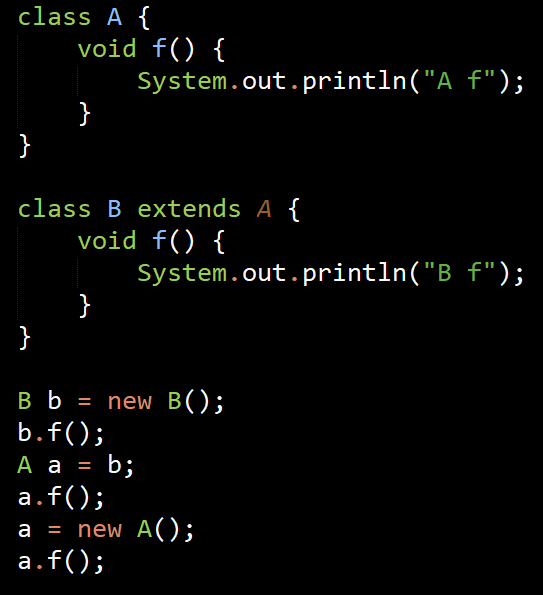 class A {
    void f() {
        System.out.println("A f");
    }
}

class B extends A {
    void f() {
        System.out.println("B f");
    }
}

B b = new B();
b.f();
A a = b;
a.f();
a = new A();
a.f();